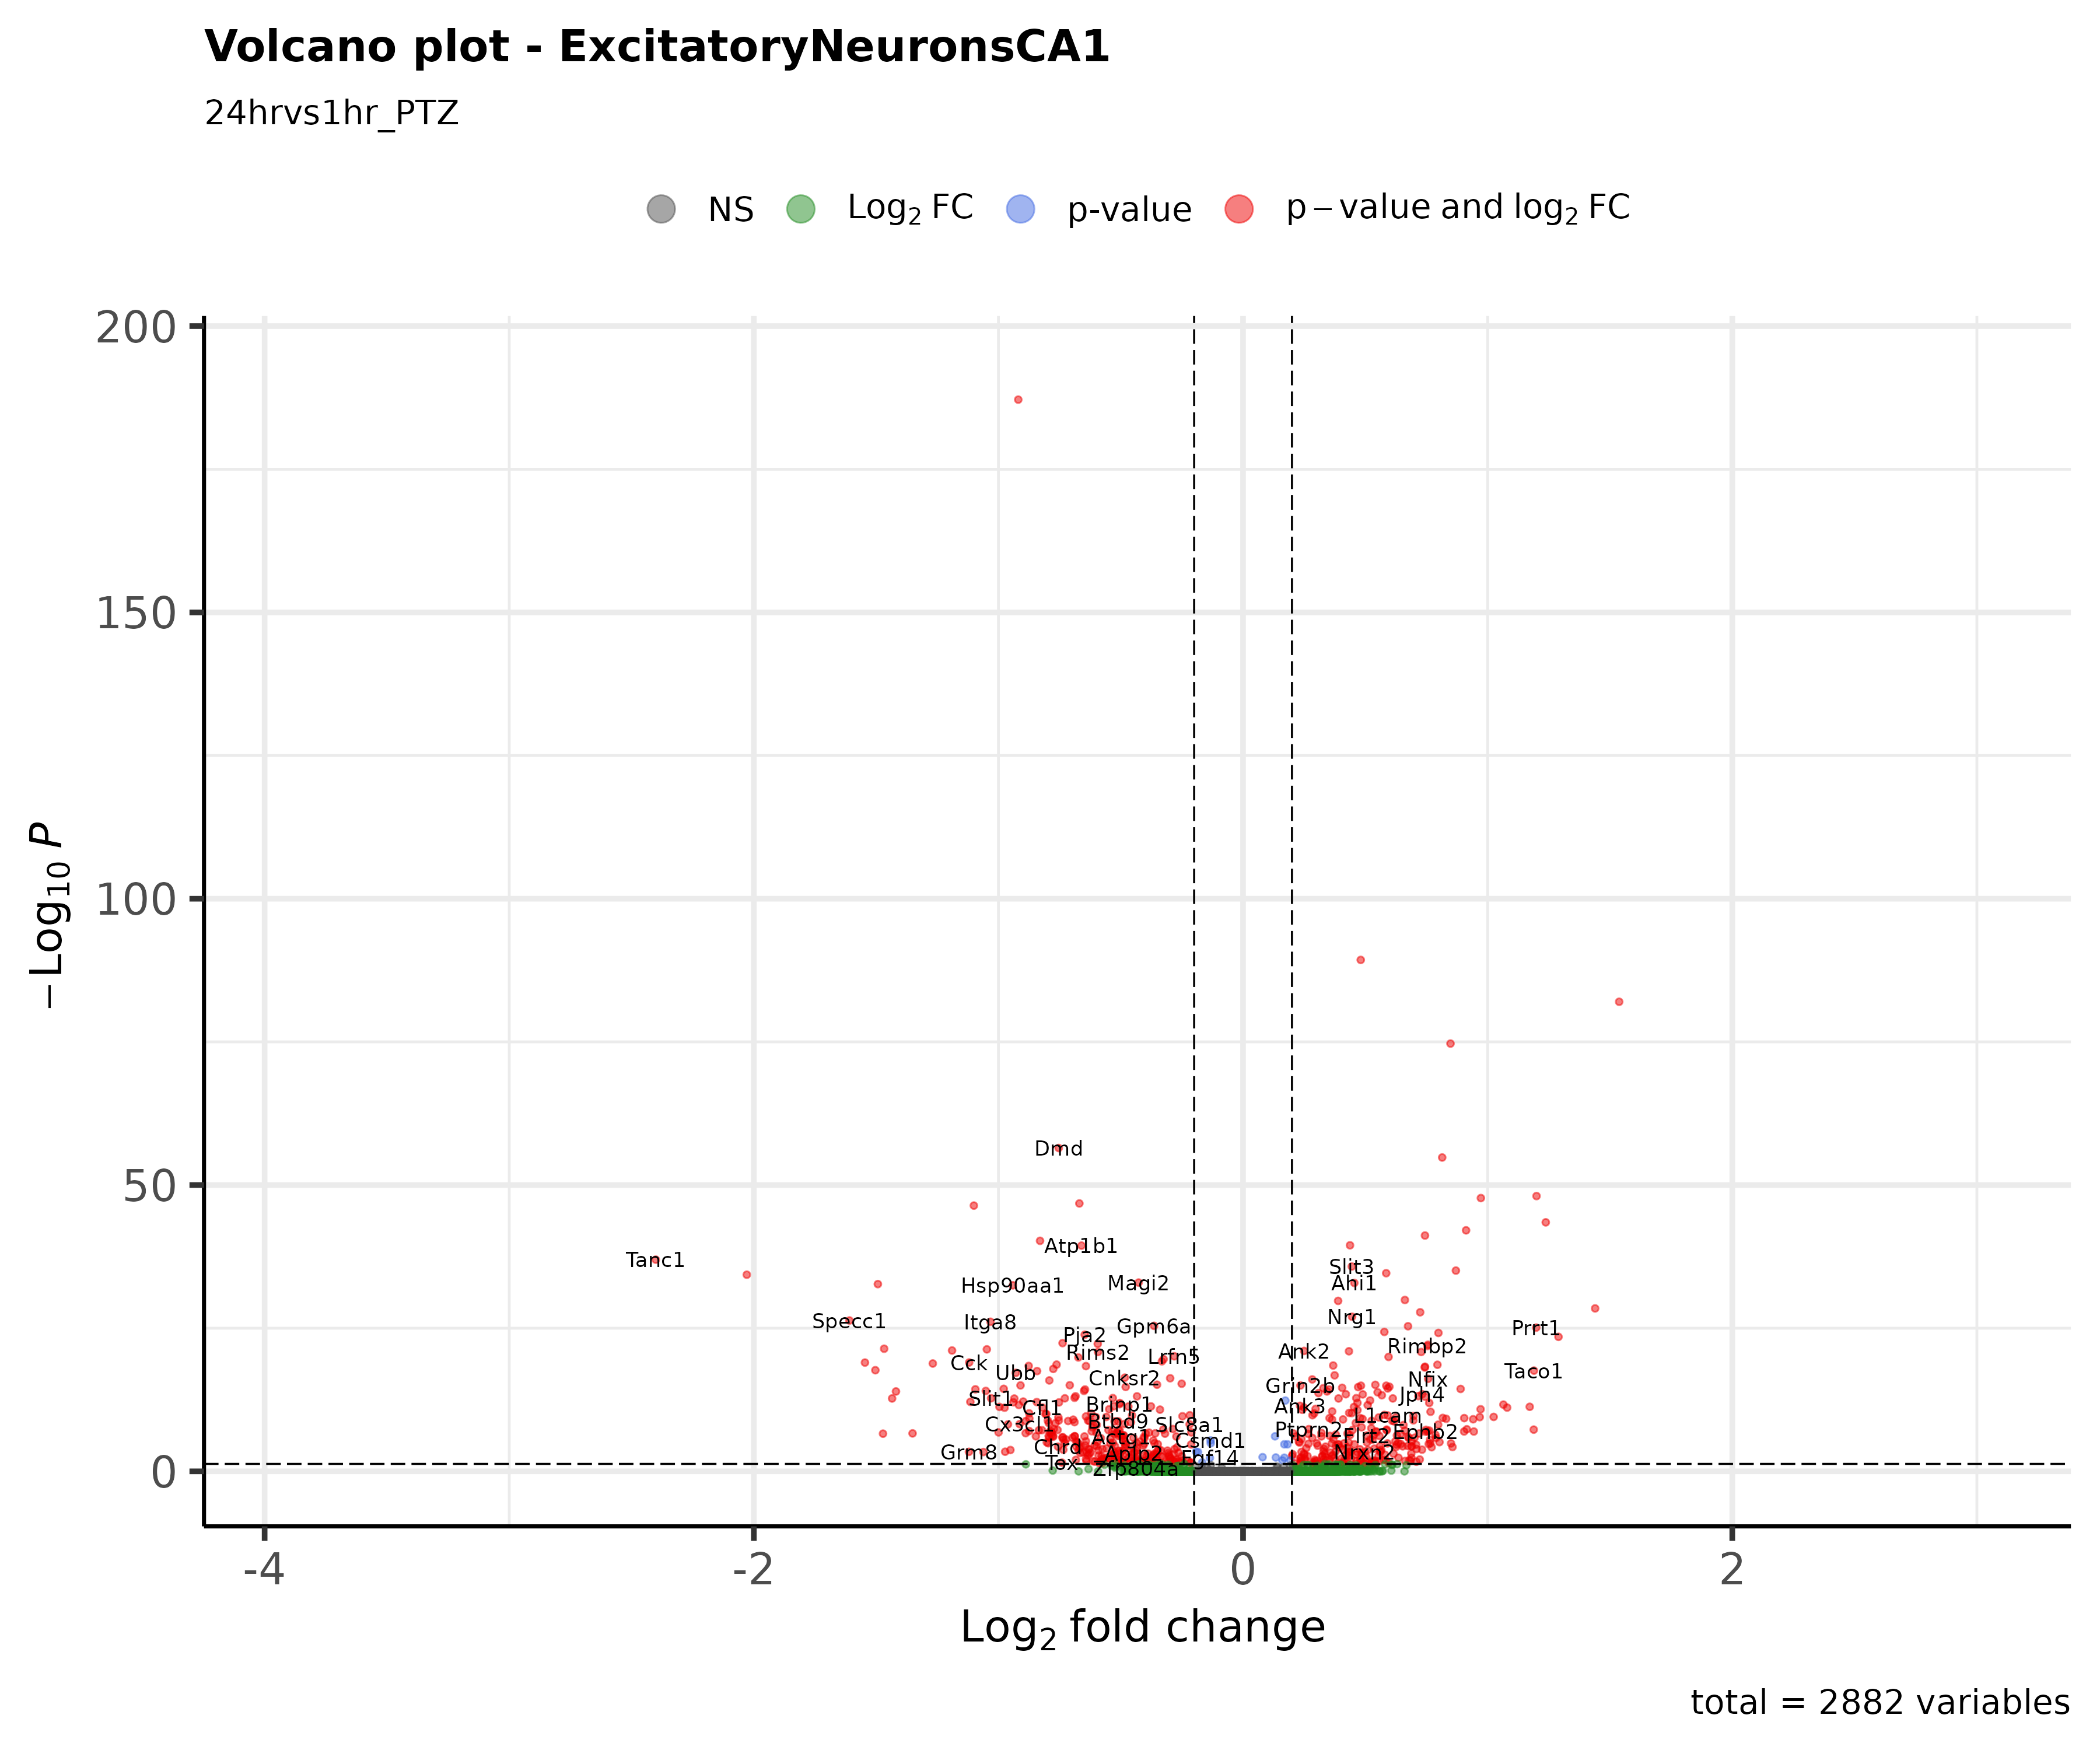 Volcano plot - ExcitatoryNeuronsCA1
24hrvs1hr_PTZ
NS Log2 FC p-value p − value and log2 FC
200
150
100
50
0
−Log10 P
Dmd
Atp1b1
Tanc1
Slit3
Hsp90aa1 Magi2 Ahi1
Specc1 Itga8 Gpm6a Nrg1 Prrt1
Pja2
Rims2 Lrfn5 Ank2 Rimbp2
Cck
Ubb Cnksr2 Taco1
Grin2b Nfix
Slit1 Jph4
Cfl1 Brinp1 Ank3
Cx3cl1 Btbd9 Slc8a1 L1cam
Actg1 Csmd1 Ptprn2 Flrt2 Ephb2
Grm8 Chrd Aplp2 Fgf14 Nrxn2
Tox Zfp804a
-4 -2 0 2
Log2 fold change
total = 2882 variables